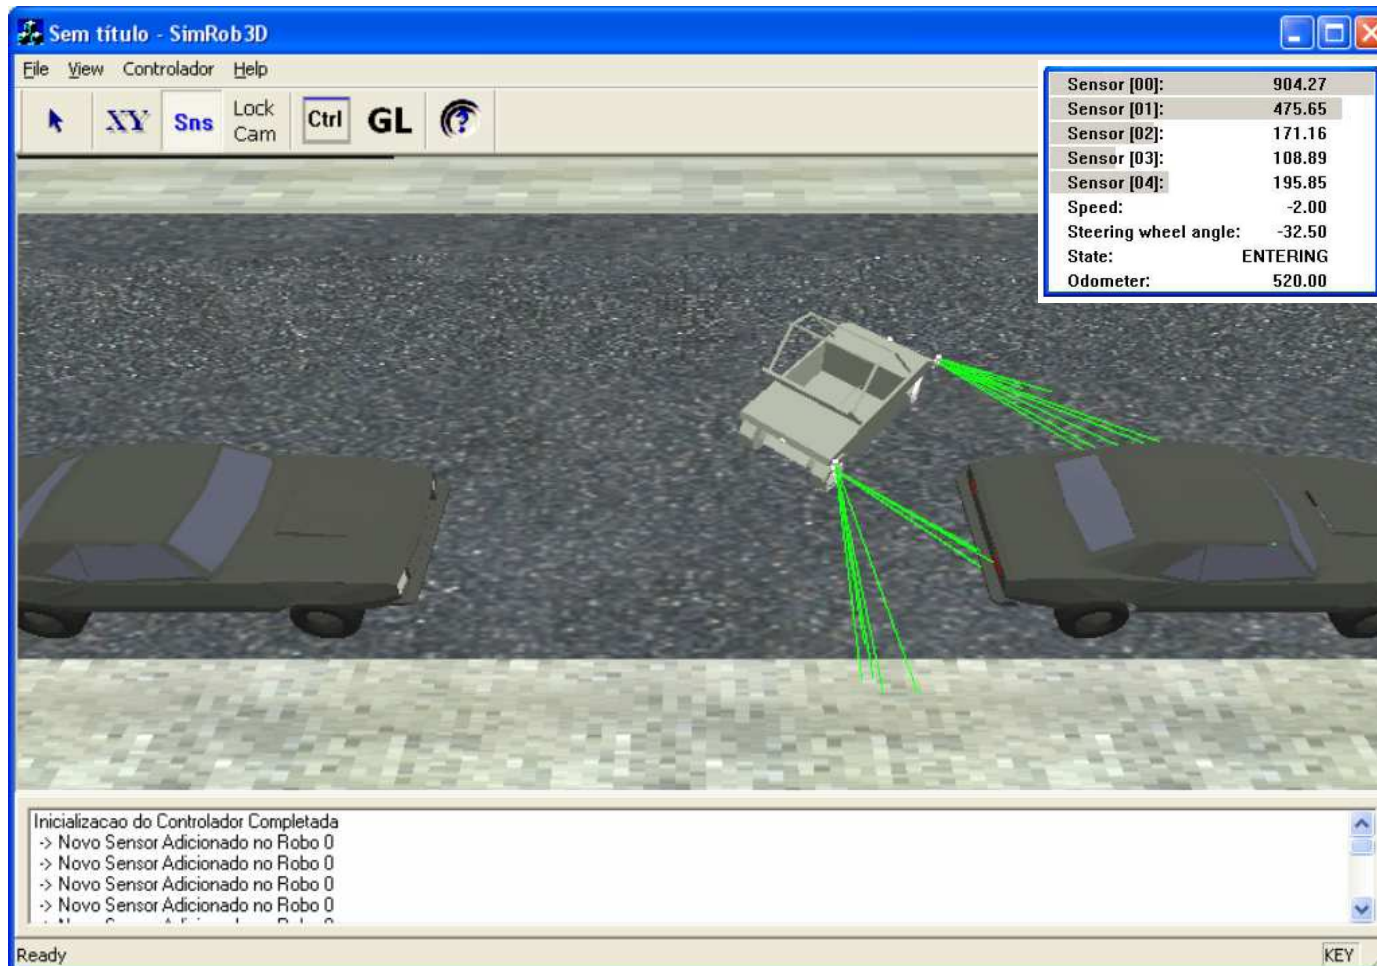 Sem título - SimRob3D
File View Controlador Help
XY Sns Lock Cam Ctrl GL ?
Sensor [00]: 904.27
Sensor [01]: 475.65
Sensor [02]: 171.16
Sensor [03]: 108.89
Sensor [04]: 195.85
Speed: -2.00
Steering wheel angle: -32.50
State: ENTERING
Odometer: 520.00
Inicializacao do Controlador Completada
-> Novo Sensor Adicionado no Robo 0
-> Novo Sensor Adicionado no Robo 0
-> Novo Sensor Adicionado no Robo 0
-> Novo Sensor Adicionado no Robo 0
Ready KEY